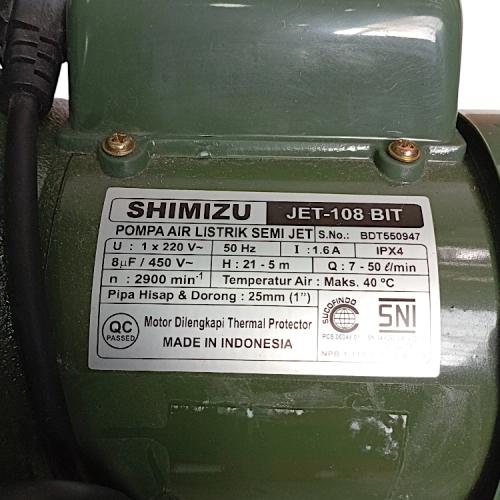 SHIMIZU JET-108 BIT
POMPA AIR LISTRIK SEMI JET S.No.: BDT550947
U : 1 x 220 V~ 50 Hz I : 1.6 A IPX4
8µF / 450 V~ H : 21 - 5 m Q : 7 - 50 ℓ/min
n : 2900 min⁻¹ Temperatur Air : Maks. 40 ºC
Pipa Hisap & Dorong : 25mm (1")
QC PASSED
Motor Dilengkapi Thermal Protector
MADE IN INDONESIA
SUCOFINDO
SNI